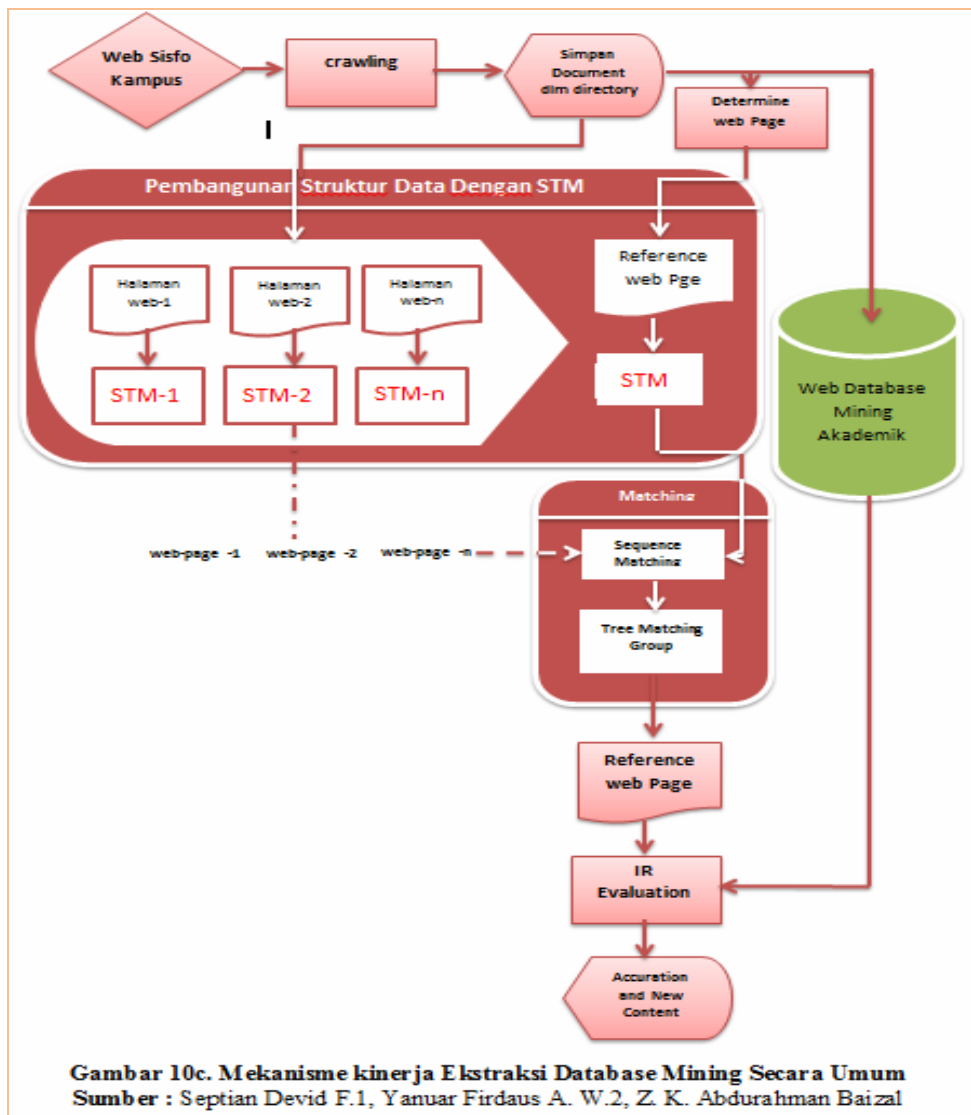 Web Sisfo
Kampus
crawling
Simpan
Document
dlm directory
Determine
web Page
I
Pembangunan Struktur Data Dengan STM
Halaman
web-1
Halaman
web-2
Halaman
web-n
Reference
web Pge
STM-1
STM-2
STM-n
STM
Web Database
Mining
Akademik
Matching
web-page -1
web-page -2
web-page -n
Sequence
Matching
Tree Matching
Group
Reference
web Page
IR
Evaluation
Accuration
and New
Content
Gambar 10c. Mekanisme kinerja Ekstraksi Database Mining Secara Umum
Sumber : Septian Devid F.1, Yanuar Firdaus A. W.2, Z. K. Abdurahman Baizal